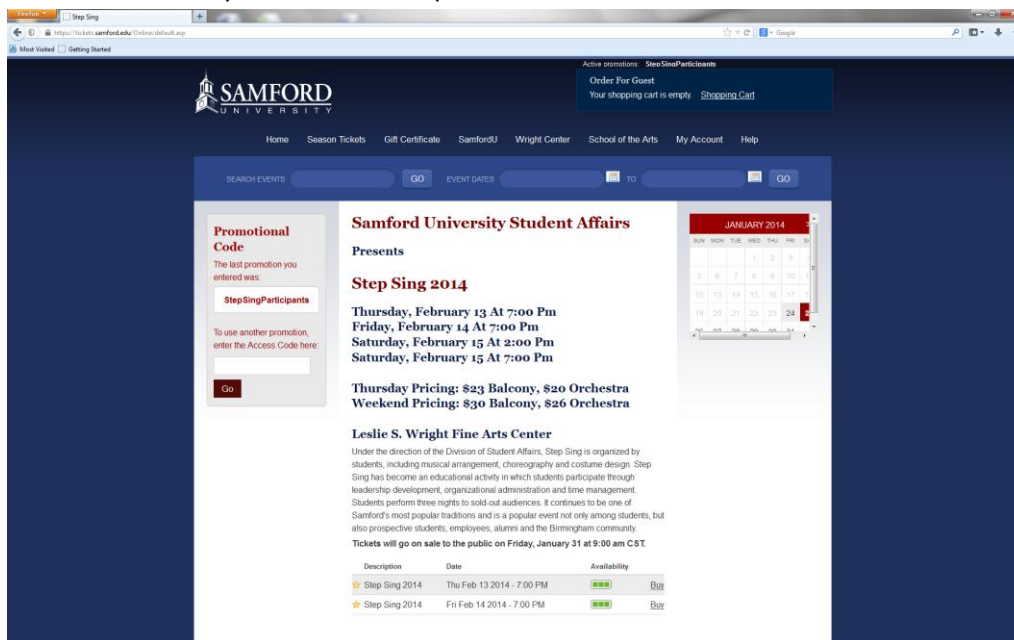 Firefox
Step Sing
https://tickets.samford.edu/Online/default.asp
Google
Most Visited
Getting Started
Active promotions: StepSingParticipants
Order For Guest
Your shopping cart is empty. Shopping Cart
SAMFORD
UNIVERSITY
Home Season Tickets Gift Certificate SamfordU Wright Center School of the Arts My Account Help
SEARCH EVENTS GO EVENT DATES TO GO
Promotional
Code
The last promotion you
entered was:
StepSingParticipants
To use another promotion,
enter the Access Code here:
Go
Samford University Student Affairs
Presents
Step Sing 2014
Thursday, February 13 At 7:00 Pm
Friday, February 14 At 7:00 Pm
Saturday, February 15 At 2:00 Pm
Saturday, February 15 At 7:00 Pm
Thursday Pricing: $23 Balcony, $20 Orchestra
Weekend Pricing: $30 Balcony, $26 Orchestra
Leslie S. Wright Fine Arts Center
Under the direction of the Division of Student Affairs, Step Sing is organized by
students, including musical arrangement, choreography and costume design. Step
Sing has become an educational activity in which students participate through
leadership development, organizational administration and time management.
Students perform three nights to sold-out audiences. It continues to be one of
Samford's most popular traditions and is a popular event not only among students, but
also prospective students, employees, alumni and the Birmingham community.
Tickets will go on sale to the public on Friday, January 31 at 9:00 am CST.
Description Date Availability
Step Sing 2014 Thu Feb 13 2014 - 7:00 PM Buy
Step Sing 2014 Fri Feb 14 2014 - 7:00 PM Buy
JANUARY 2014
SUN MON TUE WED THU FRI
1 2 3
5 6 7 8 9 10
12 13 14 15 16 17
19 20 21 22 23 24